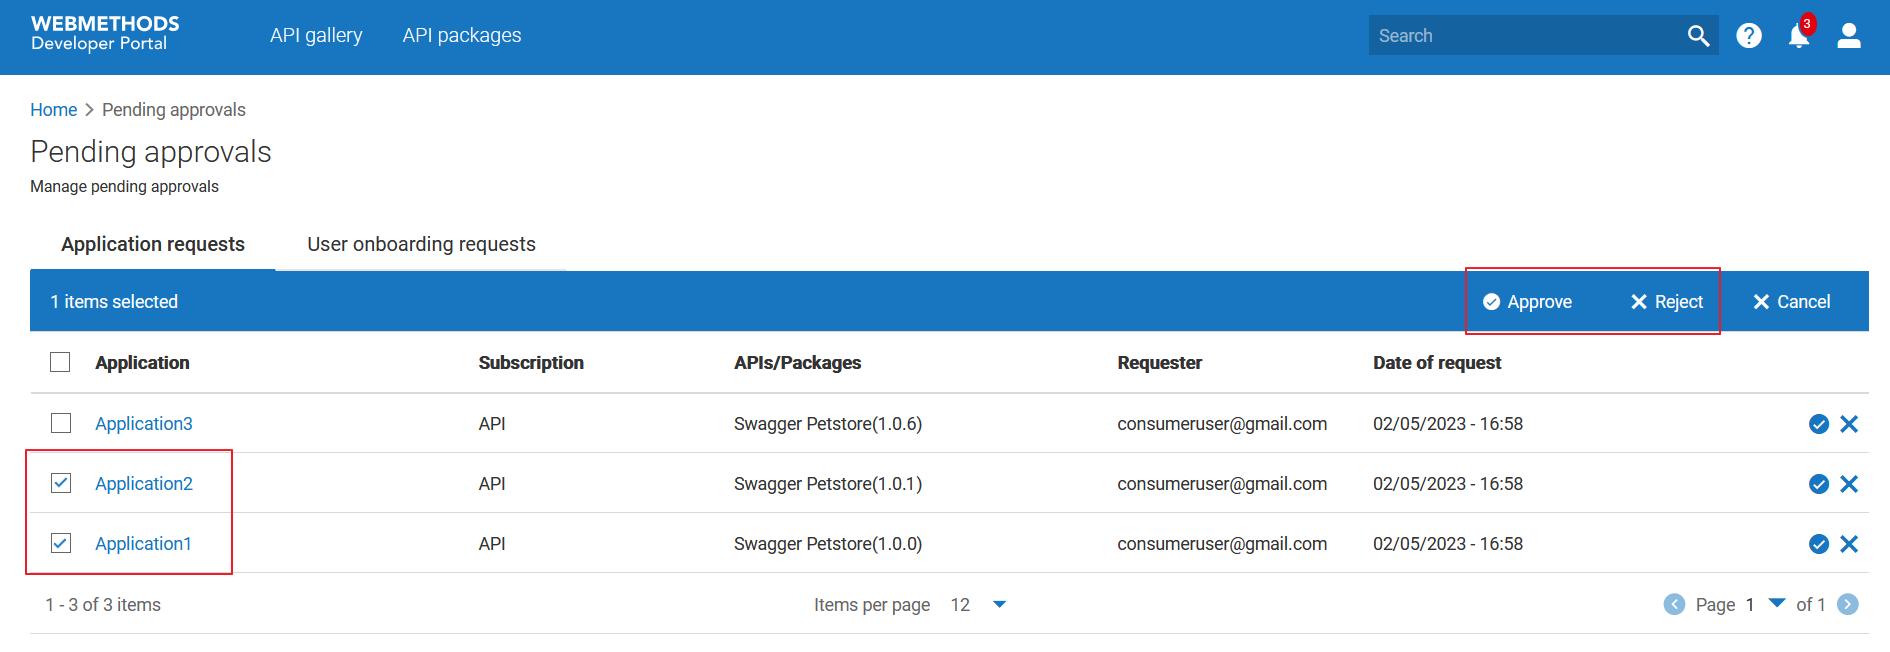 WEBMETHODS
Developer Portal
API gallery
API packages
Search
3
Home > Pending approvals
Pending approvals
Manage pending approvals
Application requests
User onboarding requests
1 items selected
Approve
Reject
Cancel
Application Subscription APIs/Packages Requester Date of request
Application3 API Swagger Petstore(1.0.6) consumeruser@gmail.com 02/05/2023 - 16:58
Application2 API Swagger Petstore(1.0.1) consumeruser@gmail.com 02/05/2023 - 16:58
Application1 API Swagger Petstore(1.0.0) consumeruser@gmail.com 02/05/2023 - 16:58
1 - 3 of 3 items
Items per page 12
Page 1 of 1